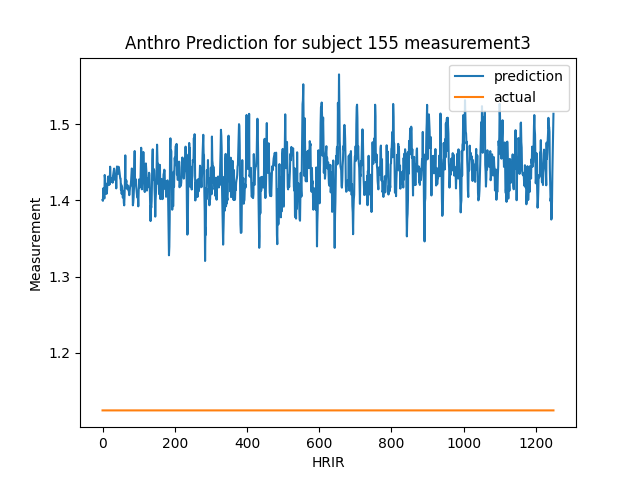 Anthro Prediction for subject 155 measurement3
prediction
actual
1.5
1.4
1.3
1.2
Measurement
0 200 400 600 800 1000 1200
HRIR